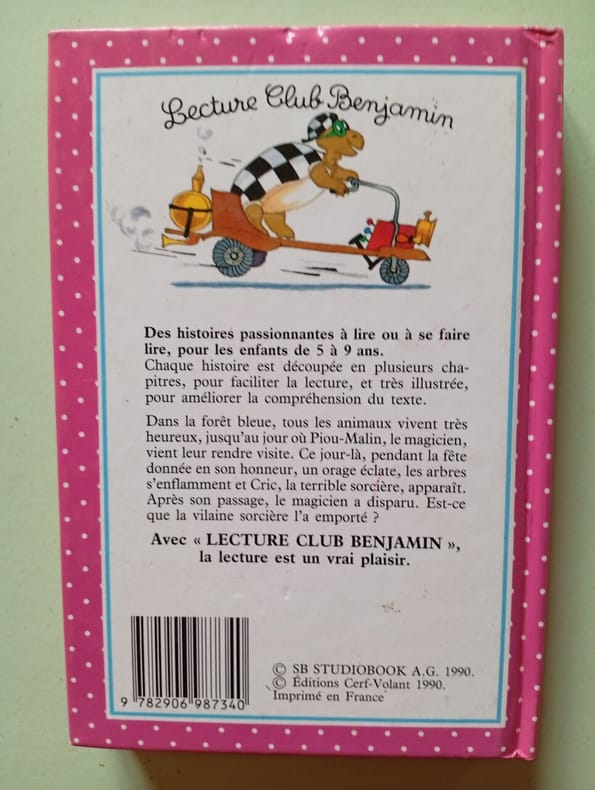 Lecture Club Benjamin
Des histoires passionnantes à lire ou à se faire
lire, pour les enfants de 5 à 9 ans.
Chaque histoire est découpée en plusieurs cha-
pitres, pour faciliter la lecture, et très illustrée,
pour améliorer la compréhension du texte.
Dans la forêt bleue, tous les animaux vivent très
heureux, jusqu'au jour où Piou-Malin, le magicien,
vient leur rendre visite. Ce jour-là, pendant la fête
donnée en son honneur, un orage éclate, les arbres
s'enflamment et Cric, la terrible sorcière, apparaît.
Après son passage, le magicien a disparu. Est-ce
que la vilaine sorcière l'a emporté ?
Avec « LECTURE CLUB BENJAMIN »,
la lecture est un vrai plaisir.
© SB STUDIOBOOK A.G. 1990.
© Éditions Cerf-Volant 1990.
Imprimé en France
9 782906 987340